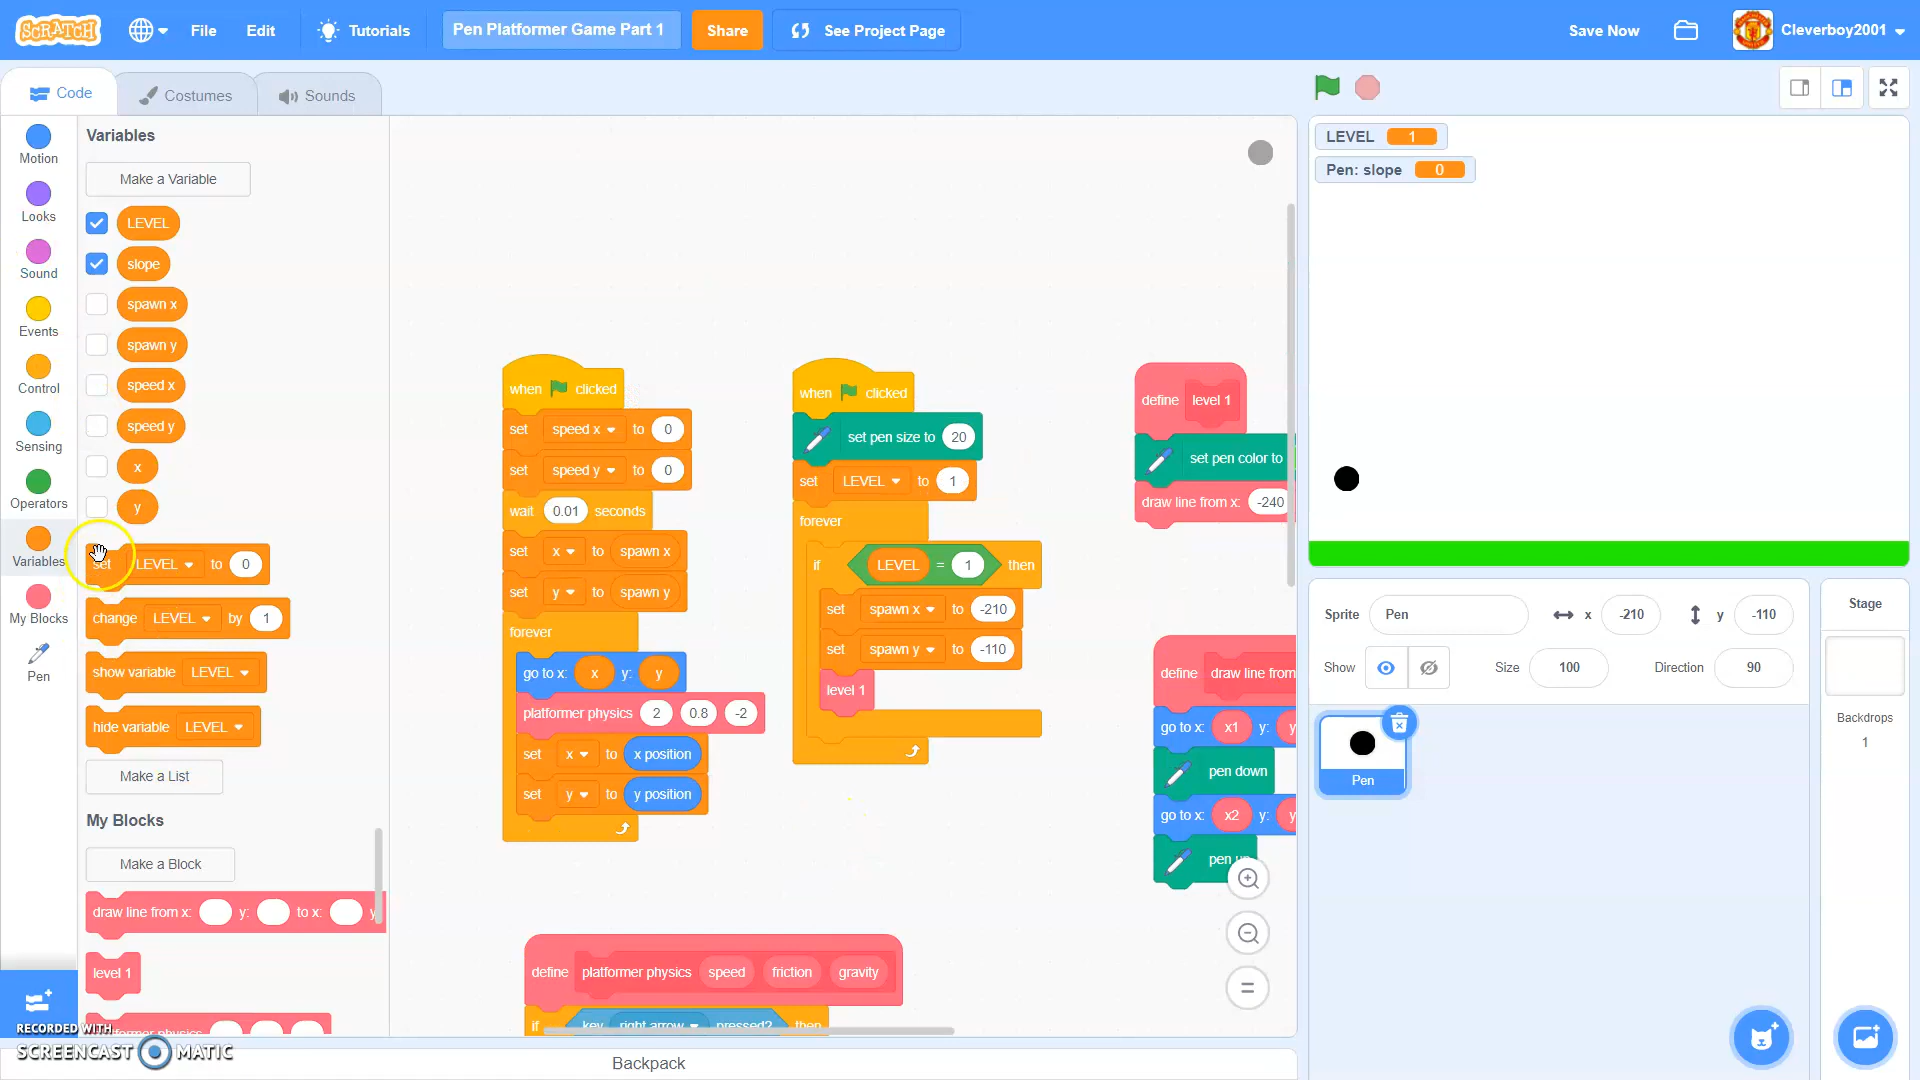 SCRATCH File Edit Tutorials Pen Platformer Game Part 1 Share See Project Page Save Now Cleverboy2001
Code Costumes Sounds
Motion
Looks
Sound
Events
Control
Sensing
Operators
Variables
My Blocks
Pen
Variables
Make a Variable
LEVEL
slope
spawn x
spawn y
speed x
speed y
x
y
set LEVEL to 0
change LEVEL by 1
show variable LEVEL
hide variable LEVEL
Make a List
My Blocks
Make a Block
draw line from x: y: to x: y
level 1
when clicked
set speed x to 0
set speed y to 0
wait 0.01 seconds
set x to spawn x
set y to spawn y
forever
go to x: x y: y
platformer physics 2 0.8 -2
set x to x position
set y to y position
when clicked
set pen size to 20
set LEVEL to 1
forever
if LEVEL = 1 then
set spawn x to -210
set spawn y to -110
level 1
define level 1
set pen color to
draw line from x: -240
define draw line from
go to x: x1 y: y
pen down
go to x: x2 y: y
pen up
define platformer physics speed friction gravity
if key right arrow pressed? then
Backpack
LEVEL 1
Pen: slope 0
Sprite Pen x -210 y -110
Show Size 100 Direction 90
Pen
Stage
Backdrops
1
RECORDED WITH
SCREENCAST MATIC